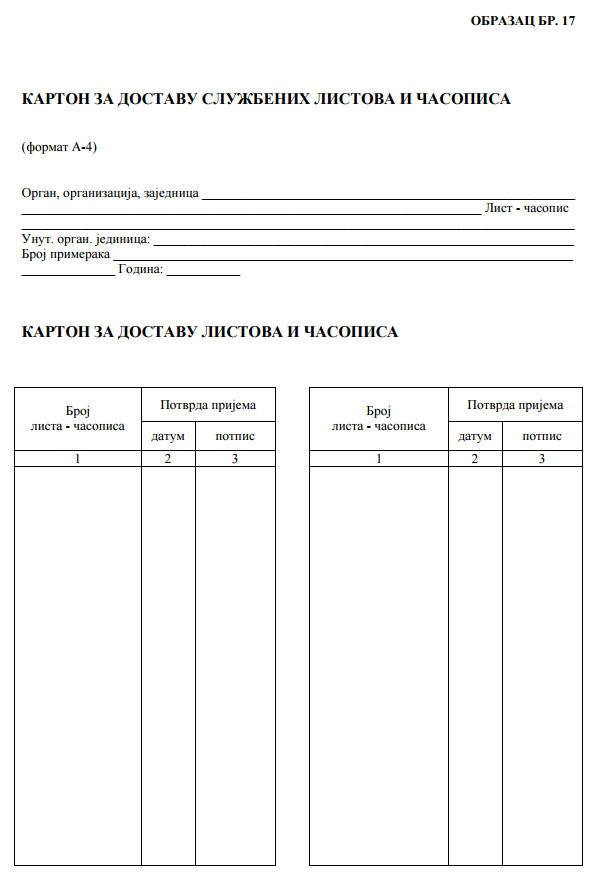 ОБРАЗАЦ БР. 17
КАРТОН ЗА ДОСТАВУ СЛУЖБЕНИХ ЛИСТОВА И ЧАСОПИСА
(формат А-4)
Орган, организација, заједница
Лист - часопис
Унут. орган. јединица:
Број примерака
Година:
КАРТОН ЗА ДОСТАВУ ЛИСТОВА И ЧАСОПИСА
Број
листа - часописа
Потврда пријема
датум потпис
1 2 3
Број
листа - часописа
Потврда пријема
датум потпис
1 2 3